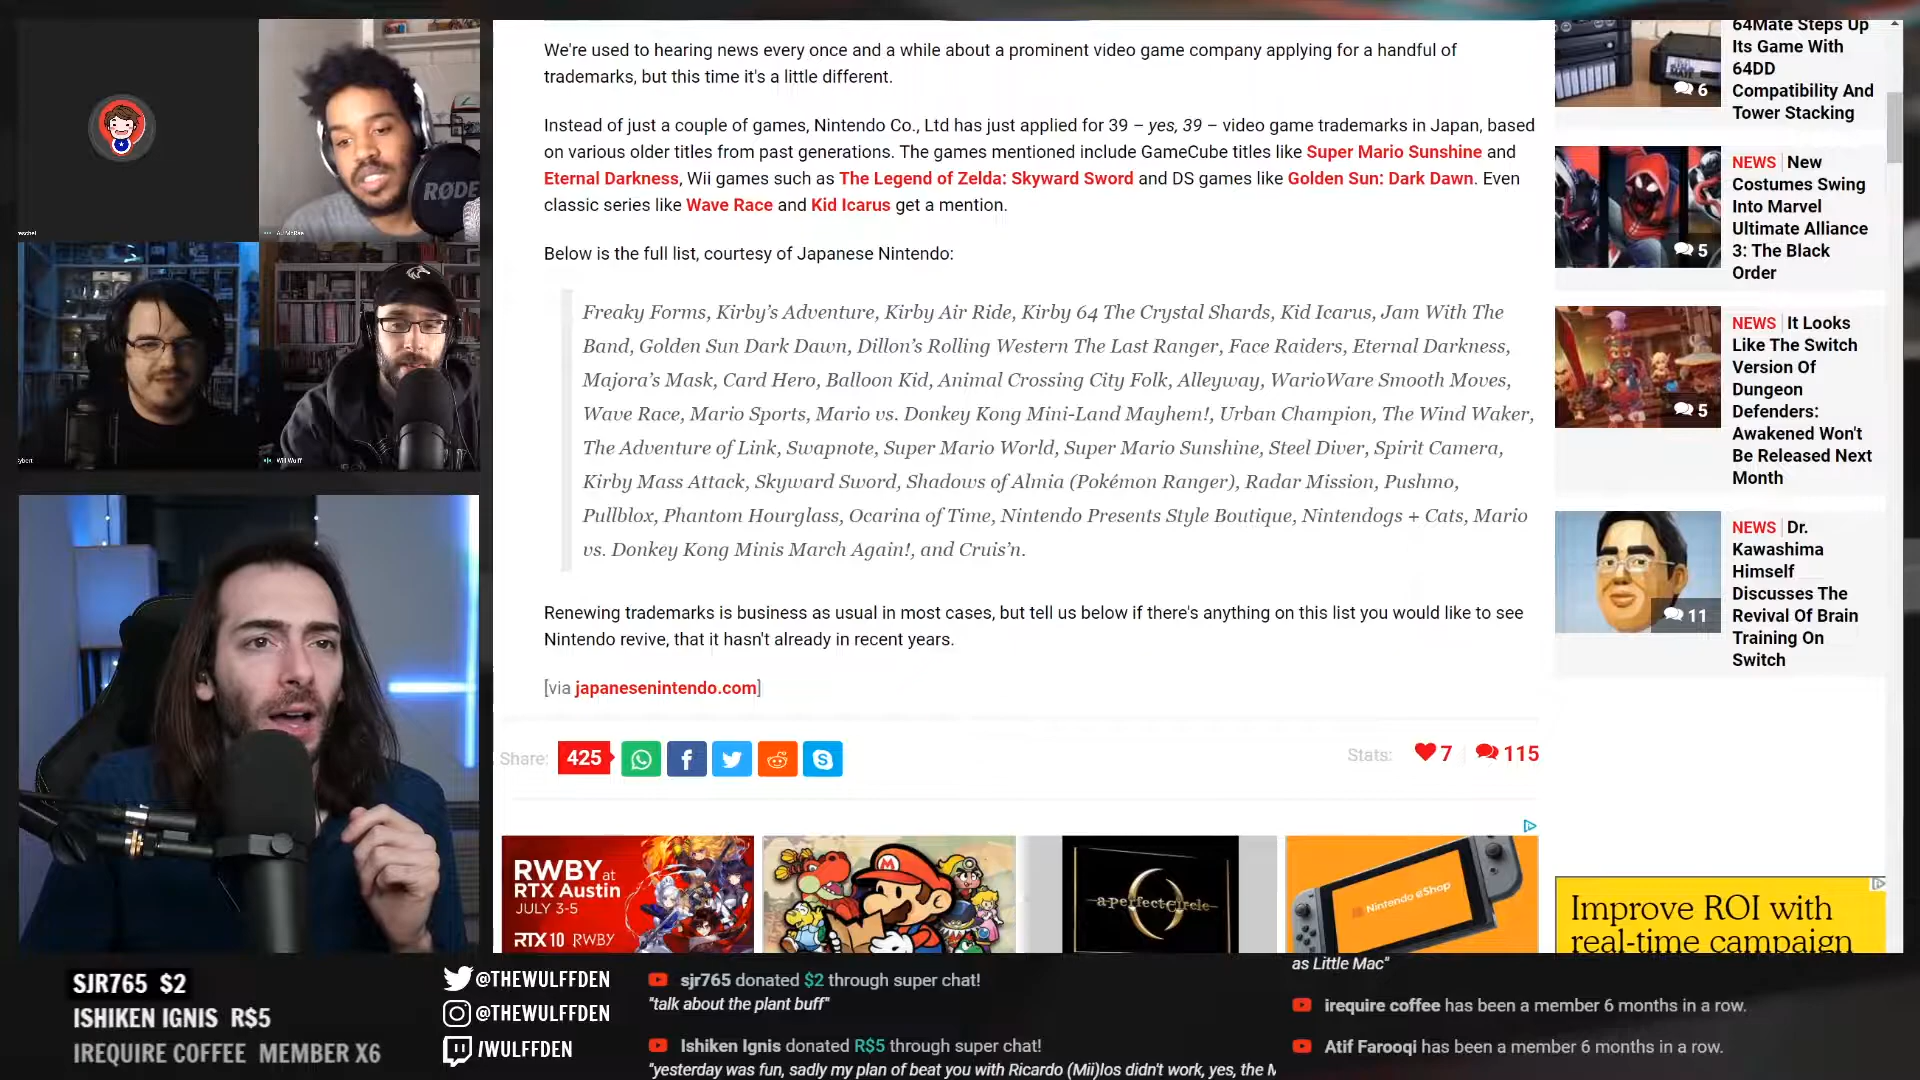 We're used to hearing news every once and a while about a prominent video game company applying for a handful of
trademarks, but this time it's a little different.
Instead of just a couple of games, Nintendo Co., Ltd has just applied for 39 – yes, 39 – video game trademarks in Japan, based
on various older titles from past generations. The games mentioned include GameCube titles like Super Mario Sunshine and
Eternal Darkness, Wii games such as The Legend of Zelda: Skyward Sword and DS games like Golden Sun: Dark Dawn. Even
classic series like Wave Race and Kid Icarus get a mention.
Below is the full list, courtesy of Japanese Nintendo:
Freaky Forms, Kirby's Adventure, Kirby Air Ride, Kirby 64 The Crystal Shards, Kid Icarus, Jam With The
Band, Golden Sun Dark Dawn, Dillon's Rolling Western The Last Ranger, Face Raiders, Eternal Darkness,
Majora's Mask, Card Hero, Balloon Kid, Animal Crossing City Folk, Alleyway, WarioWare Smooth Moves,
Wave Race, Mario Sports, Mario vs. Donkey Kong Mini-Land Mayhem!, Urban Champion, The Wind Waker,
The Adventure of Link, Swapnote, Super Mario World, Super Mario Sunshine, Steel Diver, Spirit Camera,
Kirby Mass Attack, Skyward Sword, Shadows of Almia (Pokémon Ranger), Radar Mission, Pushmo,
Pullblox, Phantom Hourglass, Ocarina of Time, Nintendo Presents Style Boutique, Nintendogs + Cats, Mario
vs. Donkey Kong Minis March Again!, and Cruis'n.
Renewing trademarks is business as usual in most cases, but tell us below if there's anything on this list you would like to see
Nintendo revive, that it hasn't already in recent years.
[via japanesenintendo.com]
Share: 425
Stats: 7 115
64Mate Steps Up
Its Game With
64DD
Compatibility And
Tower Stacking
6
NEWS | New
Costumes Swing
Into Marvel
Ultimate Alliance
3: The Black
Order
5
NEWS | It Looks
Like The Switch
Version Of
Dungeon
Defenders:
Awakened Won't
Be Released Next
Month
5
NEWS | Dr.
Kawashima
Himself
Discusses The
Revival Of Brain
Training On
Switch
11
RØDE
Will Wulff
RWBY at
RTX Austin
JULY 3-5
RTX 10 RWBY
M
a perfect circle
Nintendo eShop
Improve ROI with
real-time campaign
SJR765 $2
ISHIKEN IGNIS R$5
IREQUIRE COFFEE MEMBER X6
@THEWULFFDEN
@THEWULFFDEN
/WULFFDEN
sjr765 donated $2 through super chat!
"talk about the plant buff"
Ishiken Ignis donated R$5 through super chat!
"yesterday was fun, sadly my plan of beat you with Ricardo (Mii)los didn't work, yes, the M
as Little Mac"
irequire coffee has been a member 6 months in a row.
Atif Farooqi has been a member 6 months in a row.